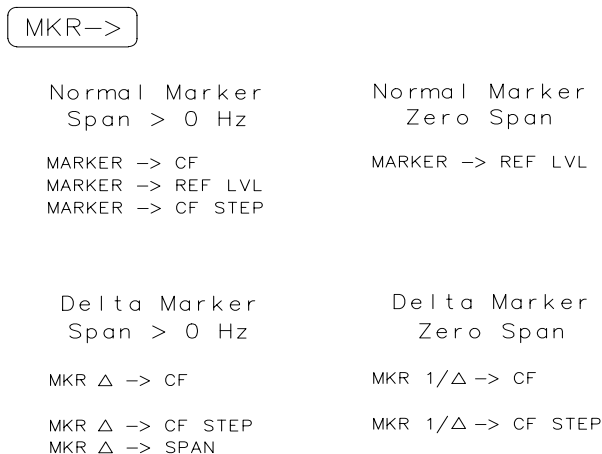 MKR–>
Normal Marker
Span > 0 Hz
MARKER –> CF
MARKER –> REF LVL
MARKER –> CF STEP
Normal Marker
Zero Span
MARKER –> REF LVL
Delta Marker
Span > 0 Hz
MKR △ –> CF
MKR △ –> CF STEP
MKR △ –> SPAN
Delta Marker
Zero Span
MKR 1/△ –> CF
MKR 1/△ –> CF STEP